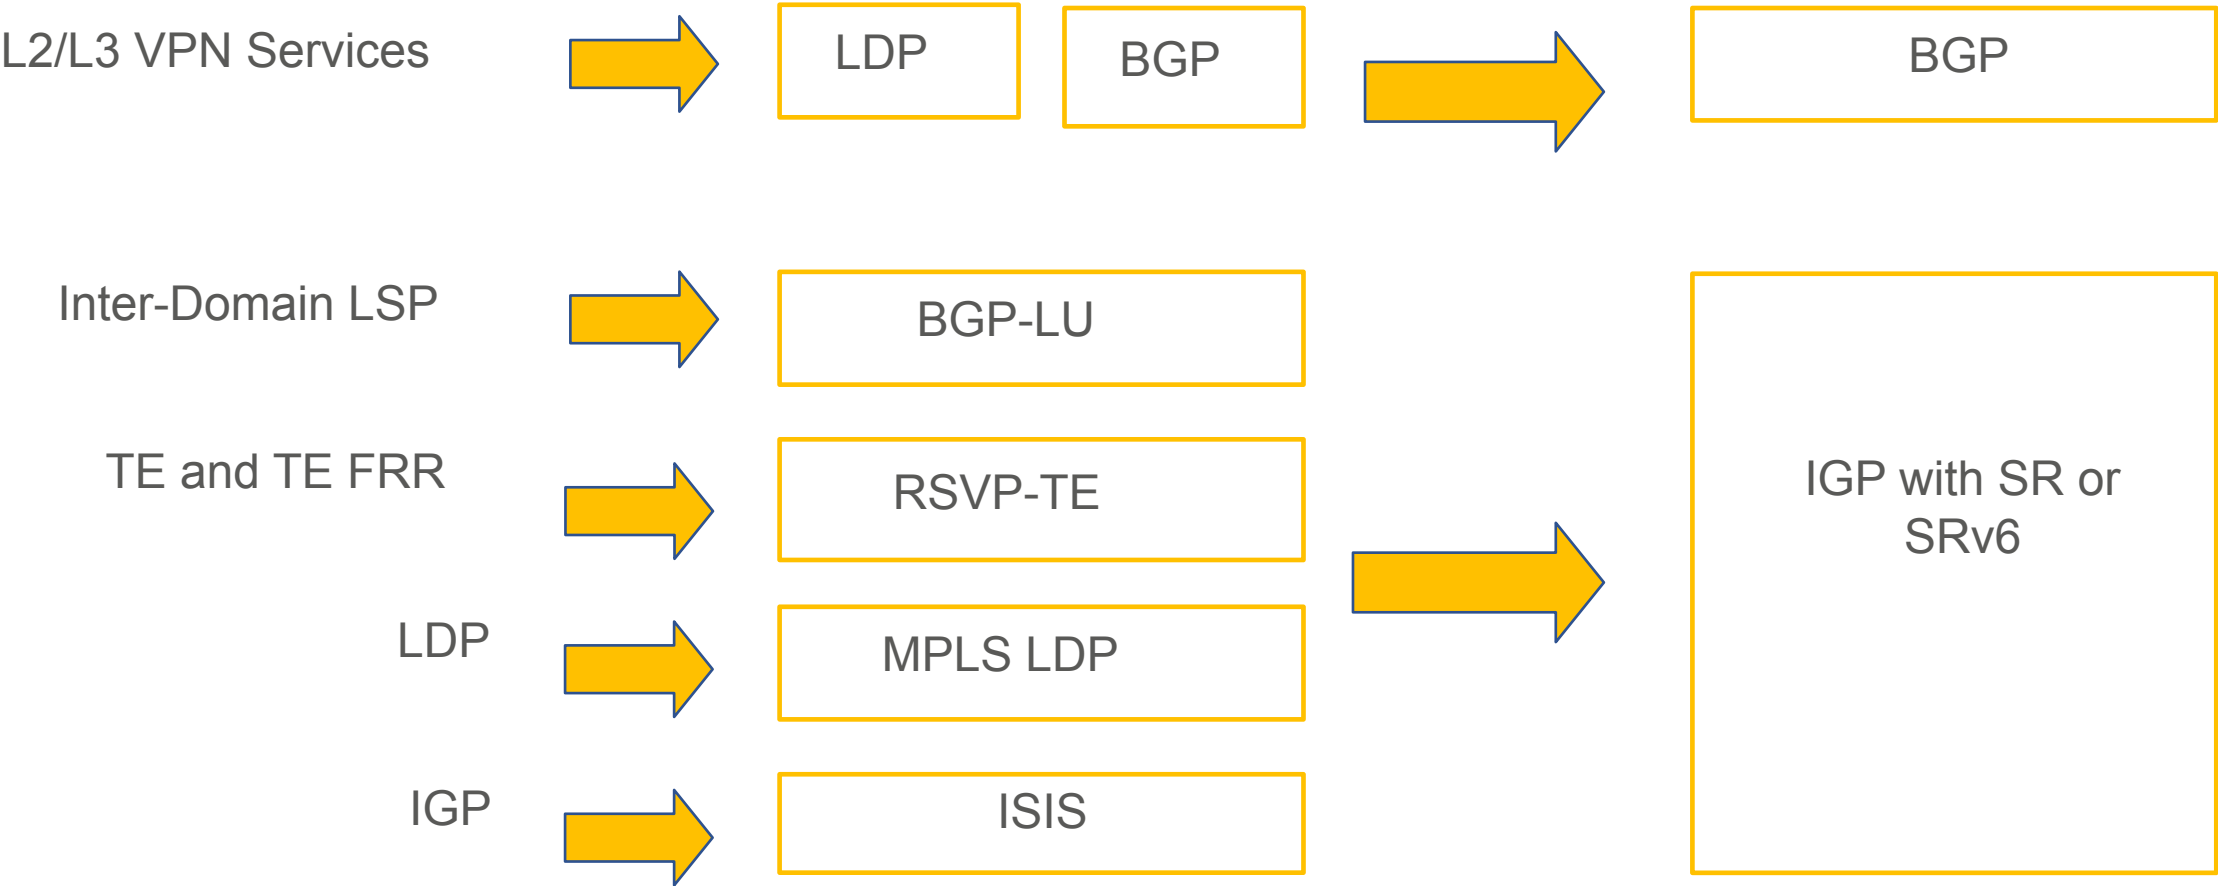 L2/L3 VPN Services
LDP
BGP
BGP
Inter-Domain LSP
BGP-LU
TE and TE FRR
RSVP-TE
IGP with SR or
SRv6
LDP
MPLS LDP
IGP
ISIS